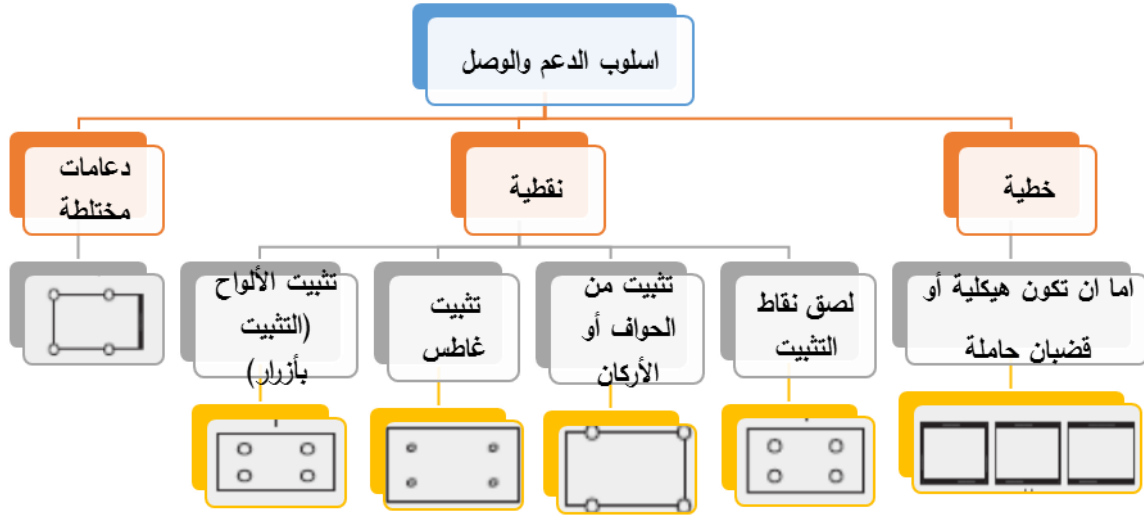 اسلوب الدعم والوصل
خطية
نقطية
دعامات
مختلطة
اما ان تكون هيكلية أو
قضبان حاملة
لصق نقاط
التثبيت
تثبيت من
الحواف أو
الأركان
تثبيت
غاطس
تثبيت الألواح
(التثبيت
بأزرار)